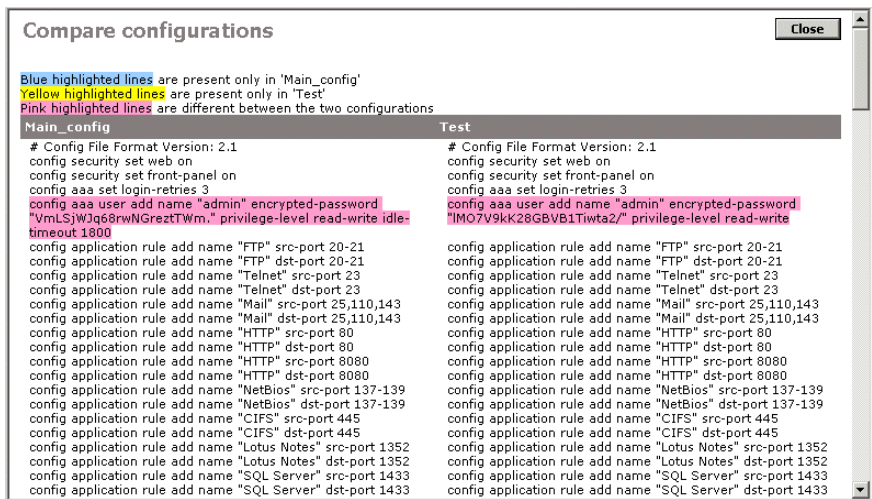 Compare configurations
Close
Blue highlighted lines are present only in 'Main_config'
Yellow highlighted lines are present only in 'Test'
Pink highlighted lines are different between the two configurations
Main_config Test
# Config File Format Version: 2.1 # Config File Format Version: 2.1
config security set web on config security set web on
config security set front-panel on config security set front-panel on
config aaa set login-retries 3 config aaa set login-retries 3
config aaa user add name "admin" encrypted-password config aaa user add name "admin" encrypted-password
"VmLSjWJq68rwNGreztTWm." privilege-level read-write idle- "lMO7V9kK28GBVB1Tiwta2/" privilege-level read-write
timeout 1800
config application rule add name "FTP" src-port 20-21 config application rule add name "FTP" src-port 20-21
config application rule add name "FTP" dst-port 20-21 config application rule add name "FTP" dst-port 20-21
config application rule add name "Telnet" src-port 23 config application rule add name "Telnet" src-port 23
config application rule add name "Telnet" dst-port 23 config application rule add name "Telnet" dst-port 23
config application rule add name "Mail" src-port 25,110,143 config application rule add name "Mail" src-port 25,110,143
config application rule add name "Mail" dst-port 25,110,143 config application rule add name "Mail" dst-port 25,110,143
config application rule add name "HTTP" src-port 80 config application rule add name "HTTP" src-port 80
config application rule add name "HTTP" dst-port 80 config application rule add name "HTTP" dst-port 80
config application rule add name "HTTP" src-port 8080 config application rule add name "HTTP" src-port 8080
config application rule add name "HTTP" dst-port 8080 config application rule add name "HTTP" dst-port 8080
config application rule add name "NetBios" src-port 137-139 config application rule add name "NetBios" src-port 137-139
config application rule add name "NetBios" dst-port 137-139 config application rule add name "NetBios" dst-port 137-139
config application rule add name "CIFS" src-port 445 config application rule add name "CIFS" src-port 445
config application rule add name "CIFS" dst-port 445 config application rule add name "CIFS" dst-port 445
config application rule add name "Lotus Notes" src-port 1352 config application rule add name "Lotus Notes" src-port 1352
config application rule add name "Lotus Notes" dst-port 1352 config application rule add name "Lotus Notes" dst-port 1352
config application rule add name "SQL Server" src-port 1433 config application rule add name "SQL Server" src-port 1433
config application rule add name "SQL Server" dst-port 1433 config application rule add name "SQL Server" dst-port 1433